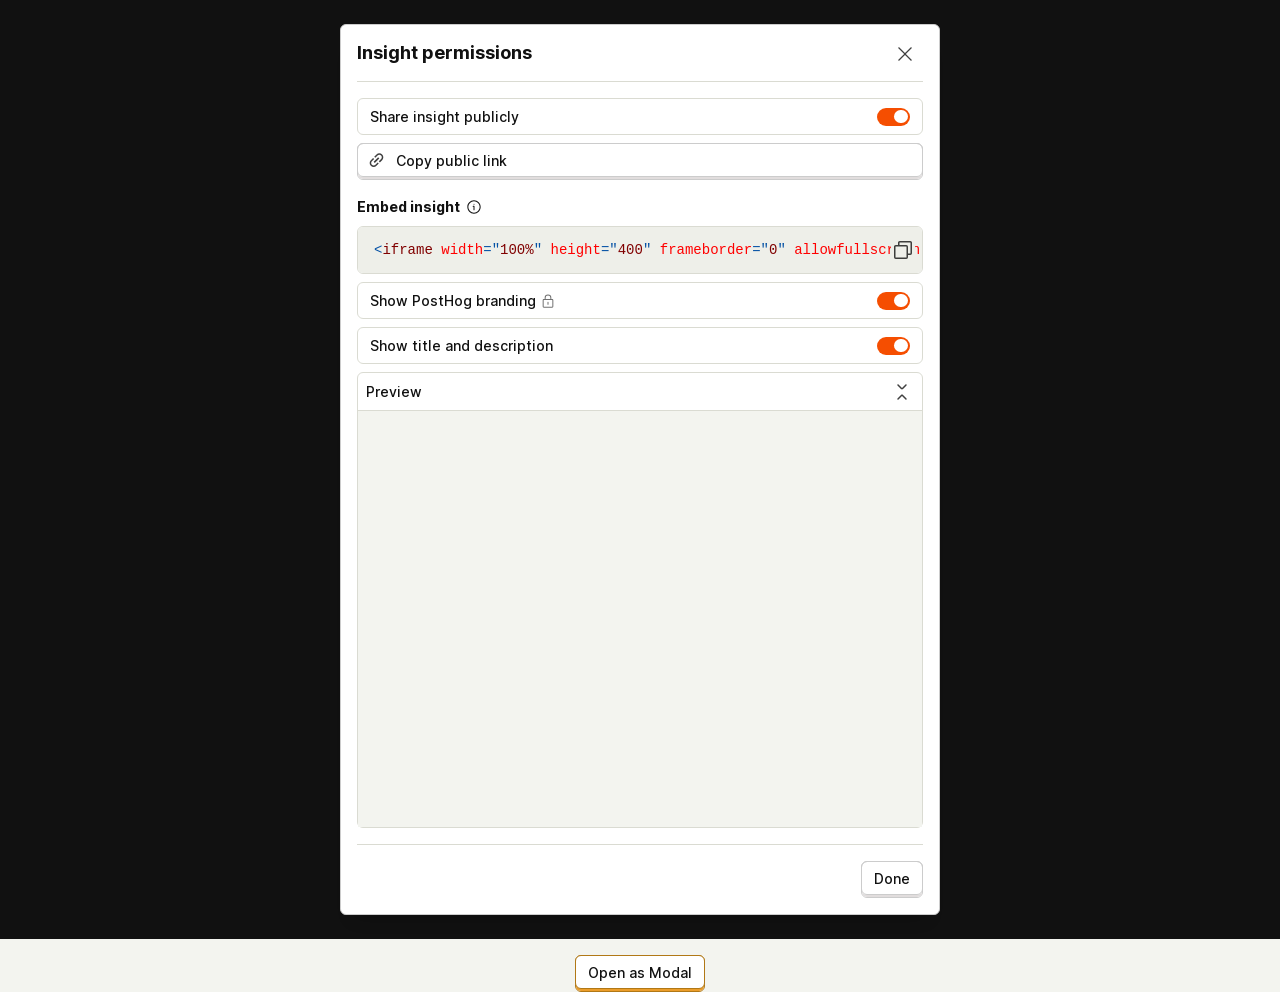 Insight permissions
Share insight publicly
Copy public link
Embed insight
<iframe width="100%" height="400" frameborder="0" allowfullscr
Show PostHog branding
Show title and description
Preview
Done
Open as Modal